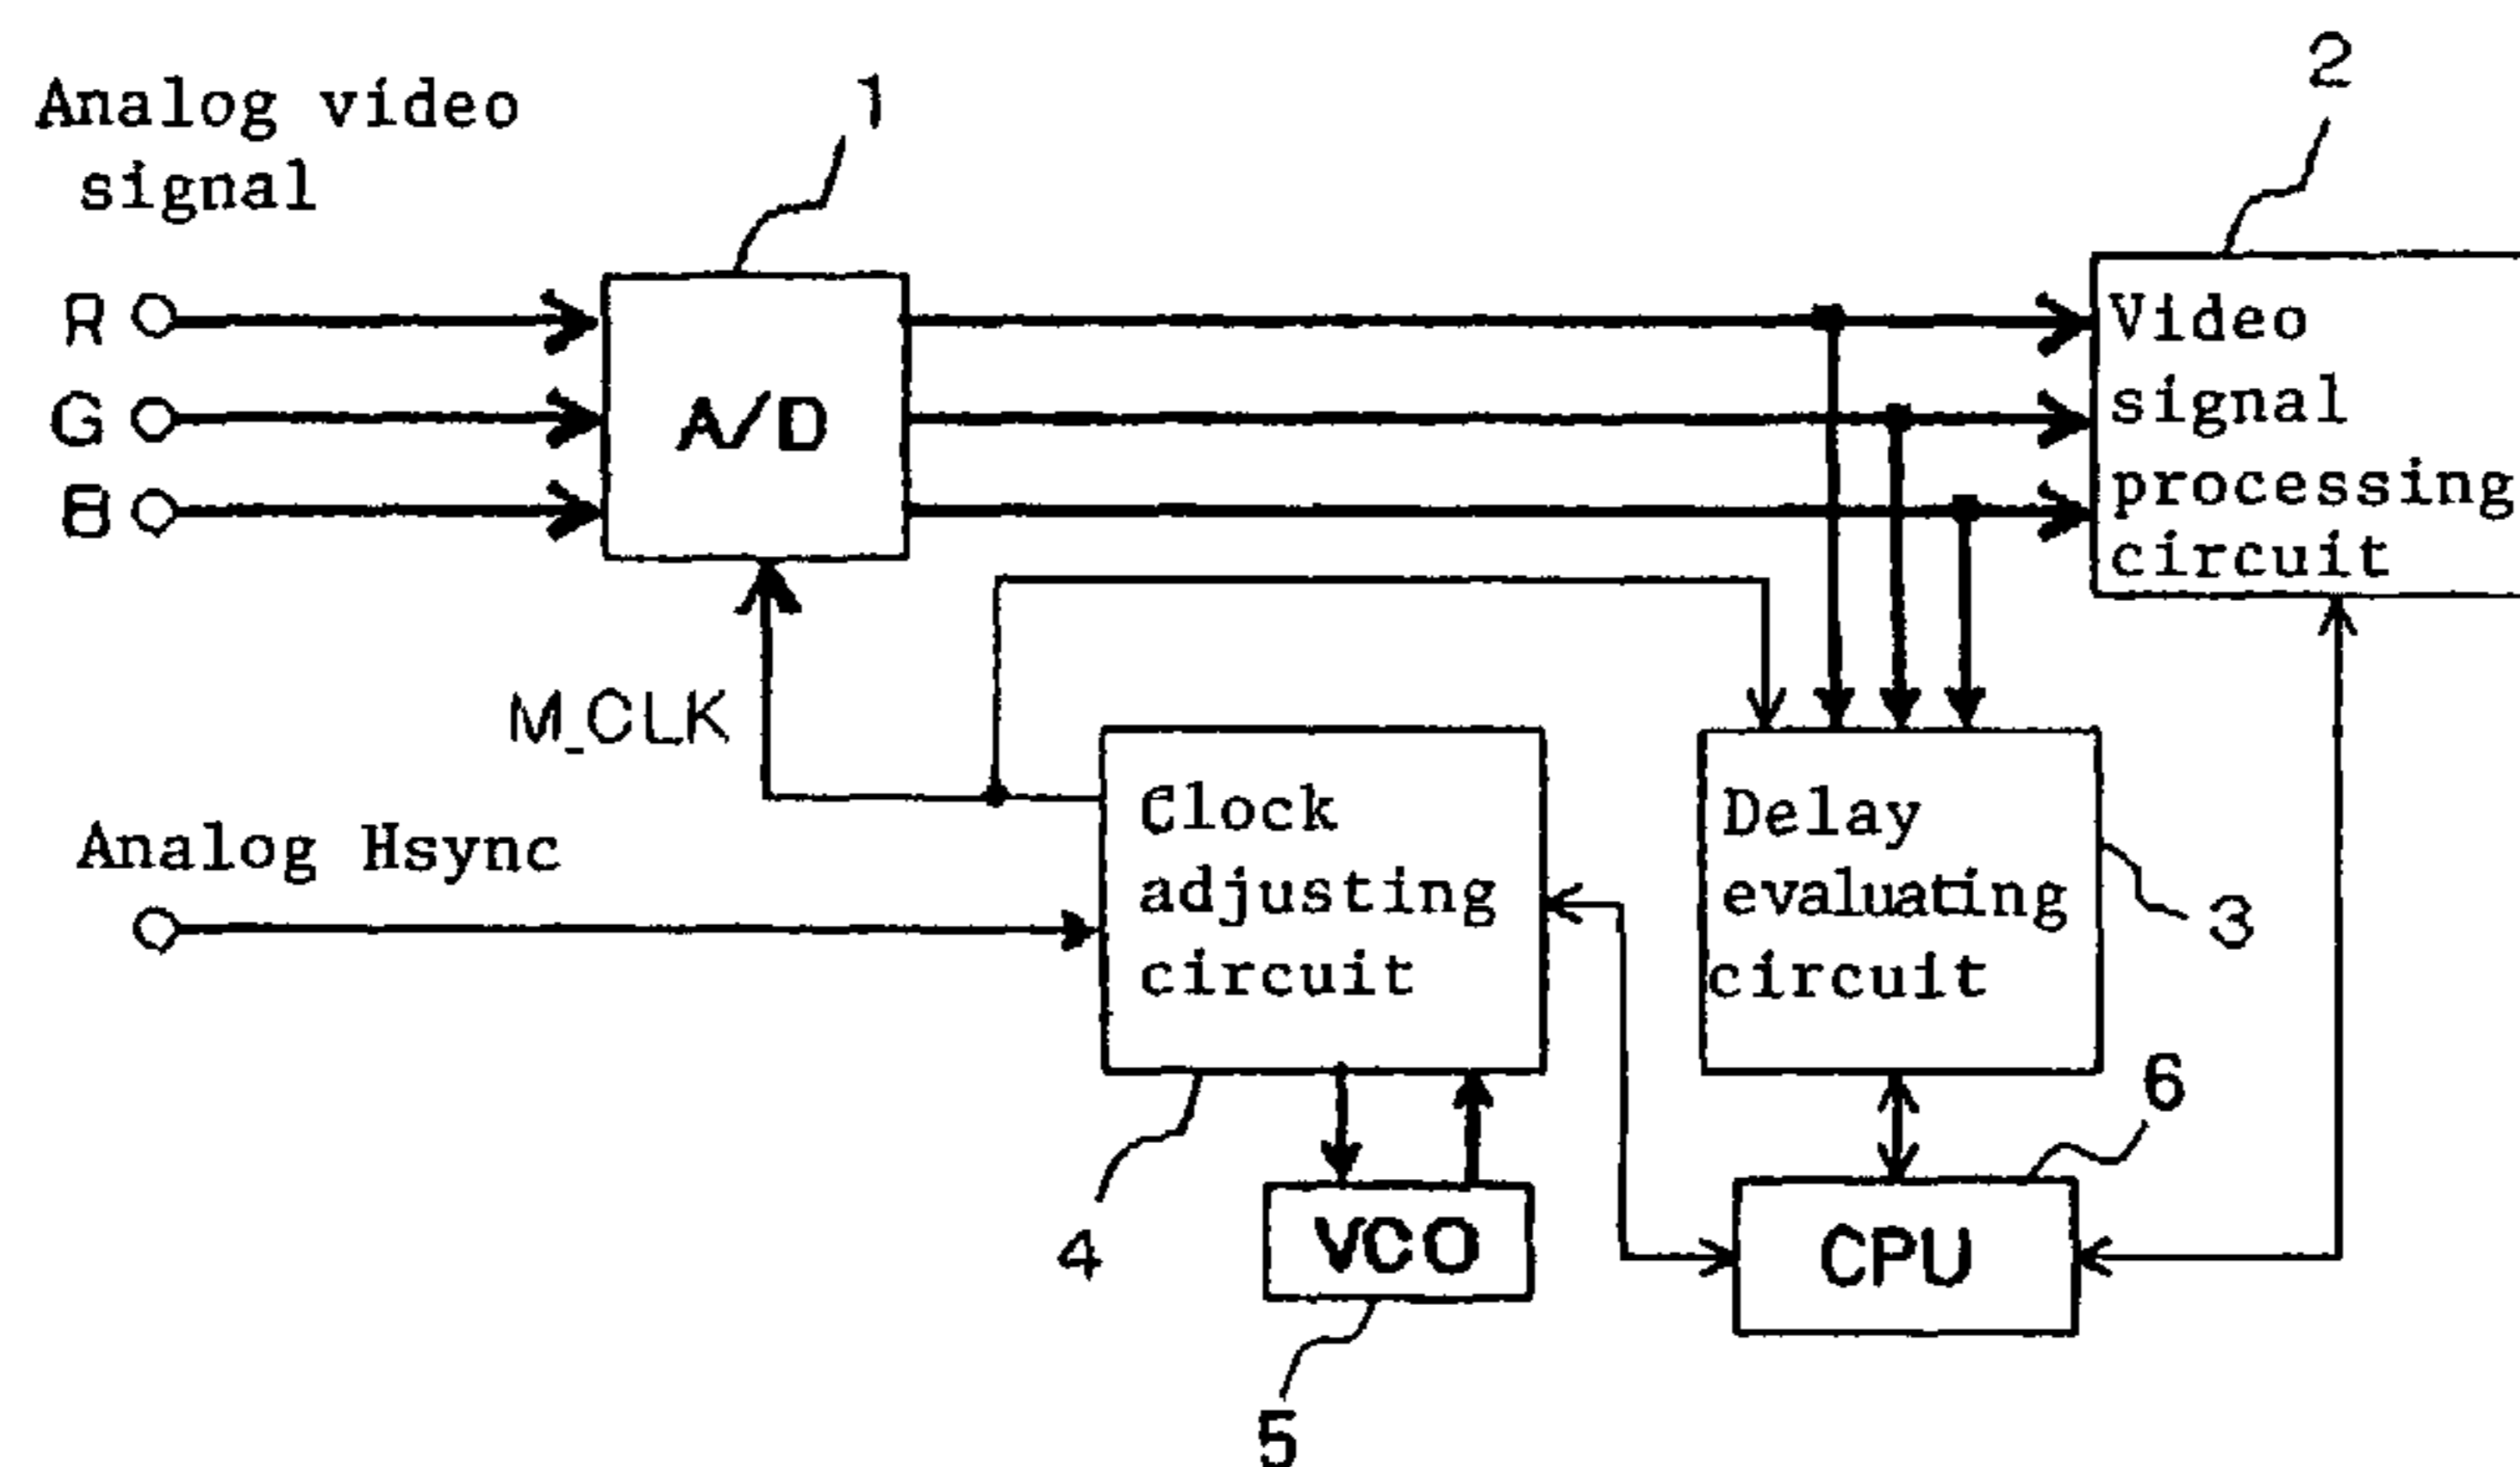 Analog video
signal
1
2
R
G
B
A/D
Video
signal
processing
circuit
M_CLK
Analog Hsync
Clock
adjusting
circuit
Delay
evaluating
circuit
3
4
VCO
5
6
CPU